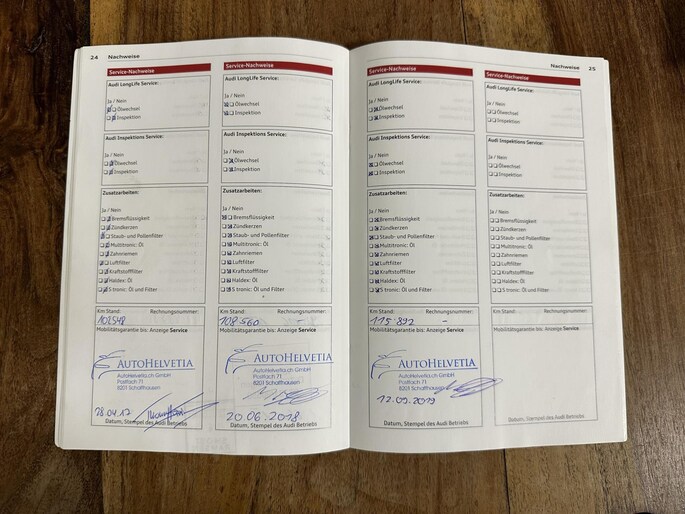 24 Nachweise
Service-Nachweise
Audi LongLife Service:
Ja / Nein
Ölwechsel
Inspektion
Audi Inspektions Service:
Ja / Nein
Ölwechsel
Inspektion
Zusatzarbeiten:
Ja / Nein
Bremsflüssigkeit
Zündkerzen
Staub- und Pollenfilter
Multitronic: Öl
Zahnriemen
Luftfilter
Kraftstofffilter
Haldex: Öl
S tronic: Öl und Filter
Km Stand: Rechnungsnummer:
102548
Mobilitätsgarantie bis: Anzeige Service
AUTOHELVETIA
AutoHelvetia.ch GmbH
Postfach 71
8201 Schaffhausen
28.04.17
Datum, Stempel des Audi Betriebs
Service-Nachweise
Audi LongLife Service:
Ja / Nein
Ölwechsel
Inspektion
Audi Inspektions Service:
Ja / Nein
Ölwechsel
Inspektion
Zusatzarbeiten:
Ja / Nein
Bremsflüssigkeit
Zündkerzen
Staub- und Pollenfilter
Multitronic: Öl
Zahnriemen
Luftfilter
Kraftstofffilter
Haldex: Öl
S tronic: Öl und Filter
Km Stand: Rechnungsnummer:
108.560 -
Mobilitätsgarantie bis: Anzeige Service
AUTOHELVETIA
AutoHelvetia.ch GmbH
Postfach 71
8201 Schaffhausen
20.06.2018
Datum, Stempel des Audi Betriebs
Nachweise 25
Service-Nachweise
Audi LongLife Service:
Ja / Nein
Ölwechsel
Inspektion
Audi Inspektions Service:
Ja / Nein
Ölwechsel
Inspektion
Zusatzarbeiten:
Ja / Nein
Bremsflüssigkeit
Zündkerzen
Staub- und Pollenfilter
Multitronic: Öl
Zahnriemen
Luftfilter
Kraftstofffilter
Haldex: Öl
S tronic: Öl und Filter
Km Stand: Rechnungsnummer:
115.892 -
Mobilitätsgarantie bis: Anzeige Service
AUTOHELVETIA
AutoHelvetia.ch GmbH
Postfach 71
8203 Schaffhausen
12.09.2019
Datum, Stempel des Audi Betriebs
Service-Nachweise
Audi LongLife Service:
Ja / Nein
Ölwechsel
Inspektion
Audi Inspektions Service:
Ja / Nein
Ölwechsel
Inspektion
Zusatzarbeiten:
Ja / Nein
Bremsflüssigkeit
Zündkerzen
Staub- und Pollenfilter
Multitronic: Öl
Zahnriemen
Luftfilter
Kraftstofffilter
Haldex: Öl
S tronic: Öl und Filter
Km Stand: Rechnungsnummer:
Mobilitätsgarantie bis: Anzeige Service
Datum, Stempel des Audi Betriebs